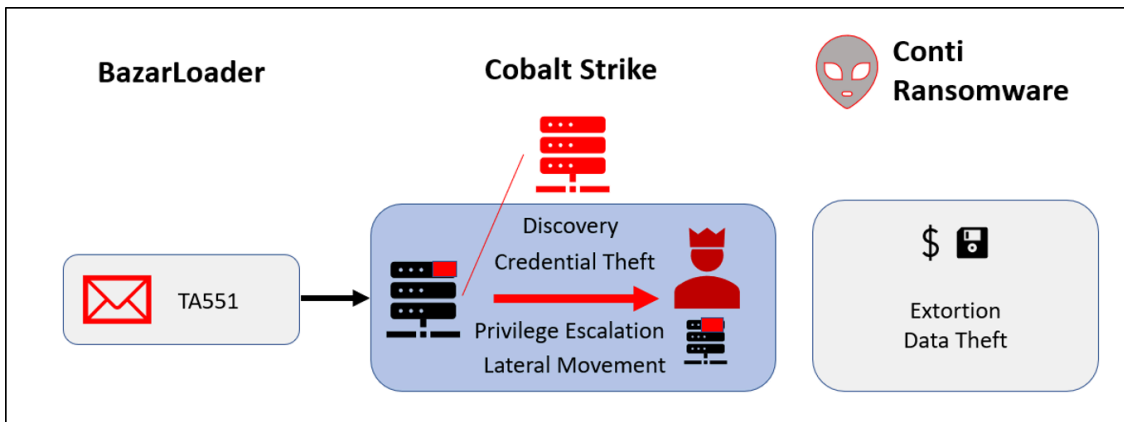 BazarLoader
Cobalt Strike
Conti
Ransomware
TA551
Discovery
Credential Theft
Privilege Escalation
Lateral Movement
$
Extortion
Data Theft